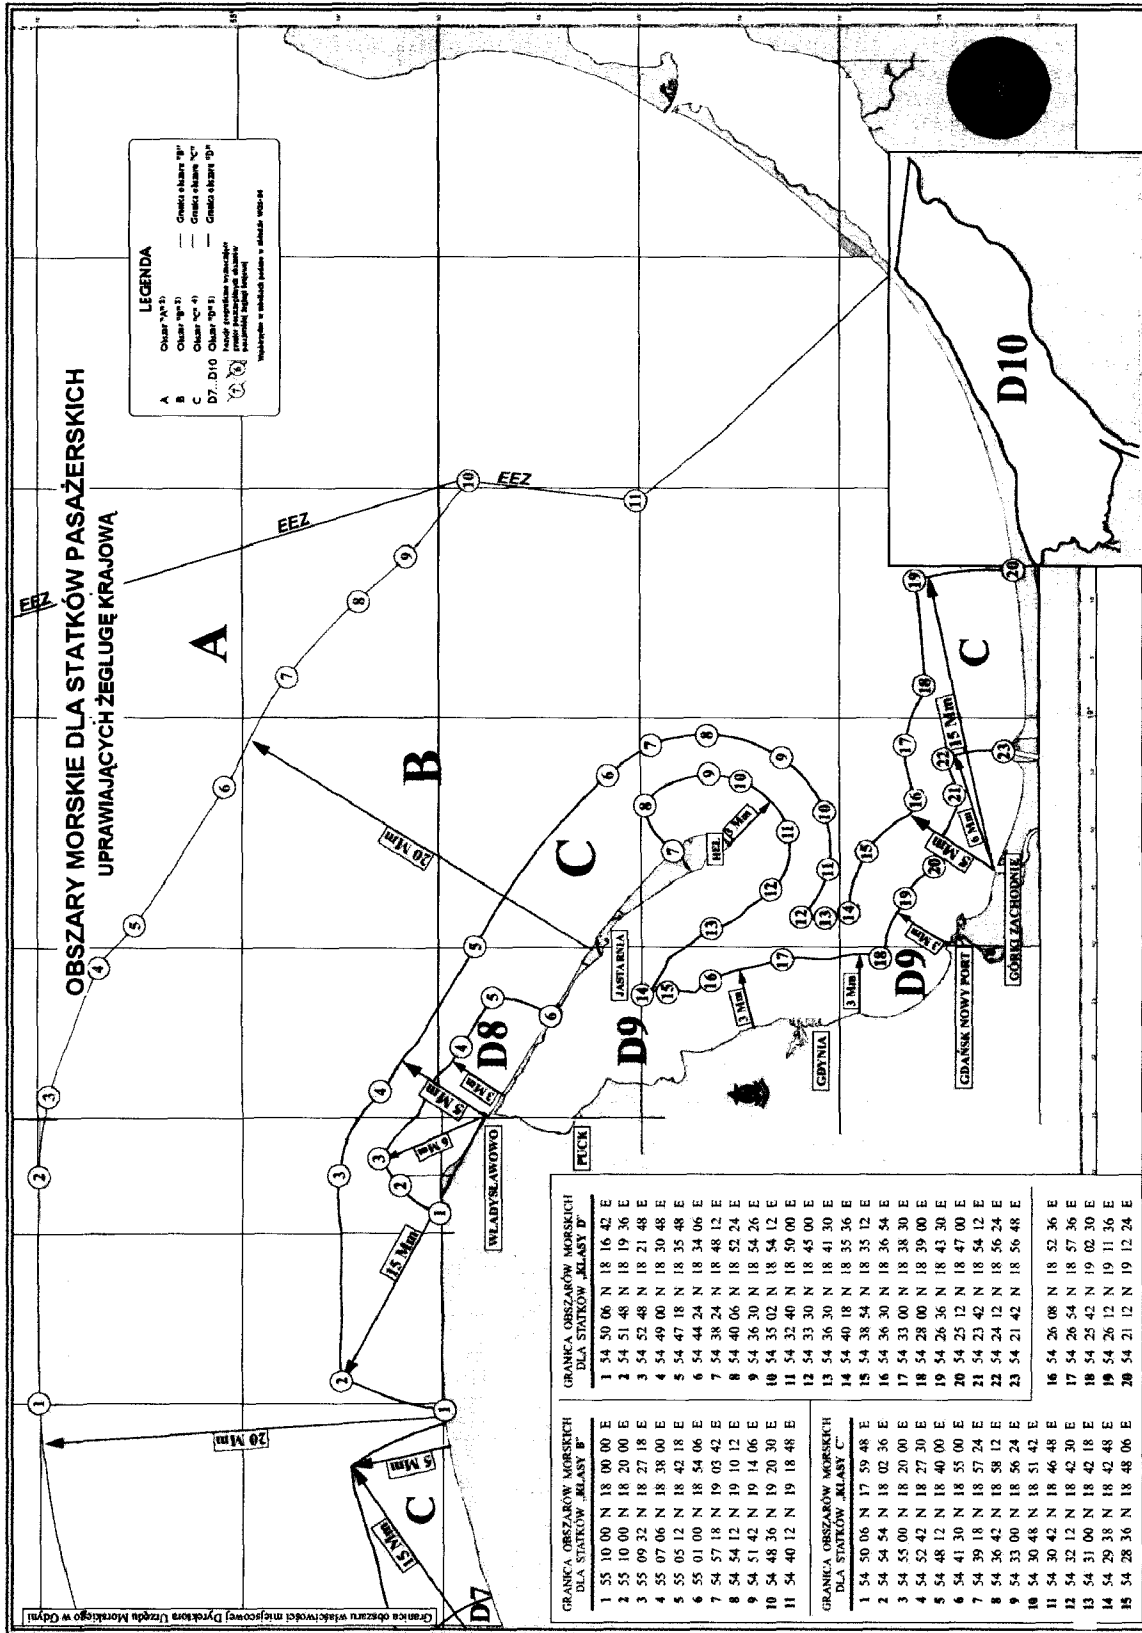 OBSZARY MORSKIE DLA STATKÓW PASAŻERSKICH
UPRAWIAJĄCYCH ŻEGLUGĘ KRAJOWĄ
LEGENDA
A Obszar "A" 2)
B Obszar "B" 3) Granica obszaru "B"
C Obszar "C" 4) Granica obszaru "C"
D7...D10 Obszar "D" 5) Granica obszaru "D"
EEZ
EEZ
EEZ
A
B
C
C
C
D7
D8
D9
D9
D10
20 Mm
20 Mm
15 Mm
15 Mm
15 Mm
5 Mm
5 Mm
5 Mm
6 Mm
6 Mm
3 Mm
3 Mm
3 Mm
3 Mm
3 Mm
WŁADYSŁAWOWO
PUCK
JASTARNIA
HEL
GDYNIA
GDAŃSK NOWY PORT
GÓRKI ZACHODNIE
Granica obszaru właściwości miejscowej Dyrektora Urzędu Morskiego w Gdyni
GRANICA OBSZARÓW MORSKICH
DLA STATKÓW „KLASY B"
1 55 10 00 N 18 00 00 E
2 55 10 00 N 18 20 00 E
3 55 09 32 N 18 27 18 E
4 55 07 06 N 18 38 00 E
5 55 05 12 N 18 42 18 E
6 55 01 00 N 18 54 06 E
7 54 57 18 N 19 03 42 E
8 54 54 12 N 19 10 12 E
9 54 51 42 N 19 14 06 E
10 54 48 36 N 19 20 30 E
11 54 40 12 N 19 18 48 E
GRANICA OBSZARÓW MORSKICH
DLA STATKÓW „KLASY C"
1 54 50 06 N 17 59 48 E
2 54 54 54 N 18 02 36 E
3 54 55 00 N 18 20 00 E
4 54 52 42 N 18 27 30 E
5 54 48 12 N 18 40 00 E
6 54 41 30 N 18 55 00 E
7 54 39 18 N 18 57 24 E
8 54 36 42 N 18 58 12 E
9 54 33 00 N 18 56 24 E
10 54 30 48 N 18 51 42 E
11 54 30 42 N 18 46 48 E
12 54 32 12 N 18 42 30 E
13 54 31 00 N 18 42 18 E
14 54 29 38 N 18 42 48 E
15 54 28 36 N 18 48 06 E
16 54 26 08 N 18 52 36 E
17 54 26 54 N 18 57 36 E
18 54 25 42 N 19 02 30 E
19 54 26 12 N 19 11 36 E
20 54 21 12 N 19 12 24 E
GRANICA OBSZARÓW MORSKICH
DLA STATKÓW „KLASY D"
1 54 50 06 N 18 16 42 E
2 54 51 48 N 18 19 36 E
3 54 52 48 N 18 21 48 E
4 54 49 00 N 18 30 48 E
5 54 47 18 N 18 35 48 E
6 54 44 24 N 18 34 06 E
7 54 38 24 N 18 48 12 E
8 54 40 06 N 18 52 24 E
9 54 36 30 N 18 54 26 E
10 54 35 02 N 18 54 12 E
11 54 32 40 N 18 50 00 E
12 54 33 30 N 18 45 00 E
13 54 36 30 N 18 41 30 E
14 54 40 18 N 18 35 36 E
15 54 38 54 N 18 35 12 E
16 54 36 30 N 18 36 54 E
17 54 33 00 N 18 38 30 E
18 54 28 00 N 18 39 00 E
19 54 26 36 N 18 43 30 E
20 54 25 12 N 18 47 00 E
21 54 23 42 N 18 54 12 E
22 54 24 12 N 18 56 24 E
23 54 21 42 N 18 56 48 E